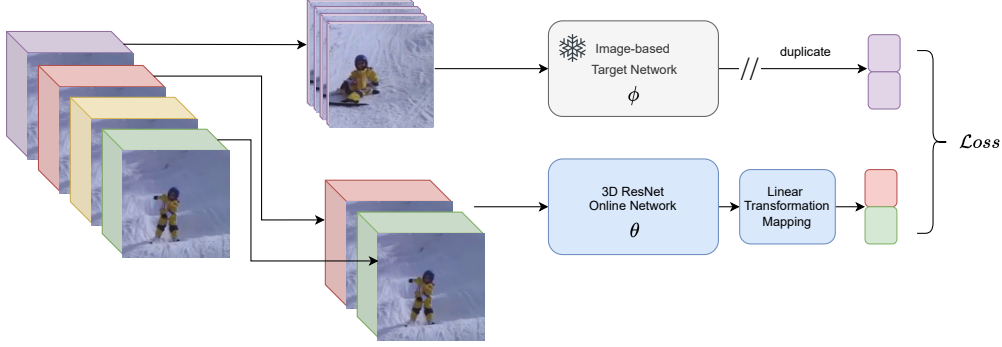 Image-based
Target Network
ϕ
//
duplicate
3D ResNet
Online Network
θ
Linear
Transformation
Mapping
ℒoss